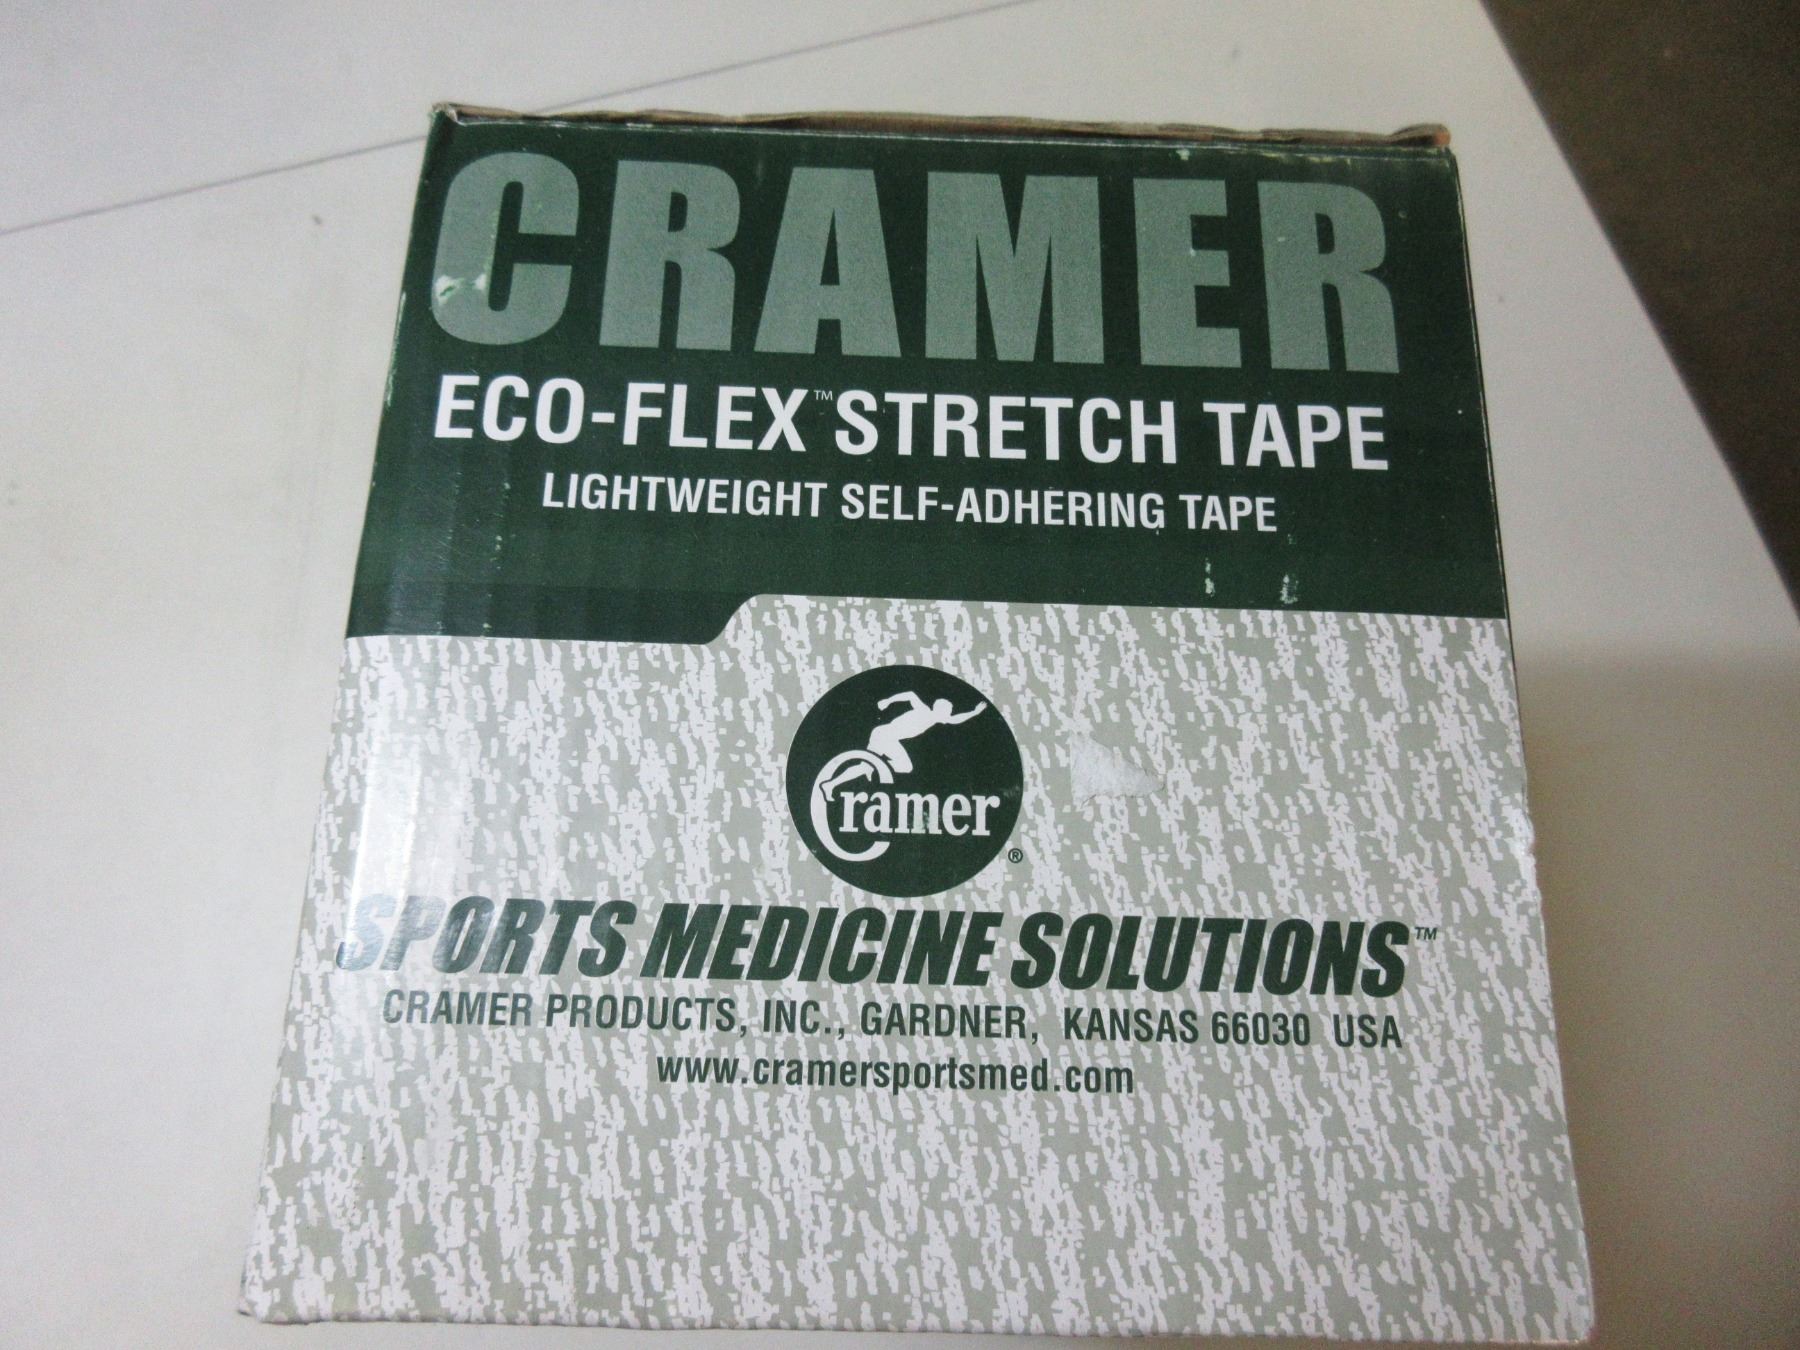 CRAMER
ECO-FLEX™ STRETCH TAPE
LIGHTWEIGHT SELF-ADHERING TAPE
Cramer®
SPORTS MEDICINE SOLUTIONS™
CRAMER PRODUCTS, INC., GARDNER, KANSAS 66030 USA
www.cramersportsmed.com